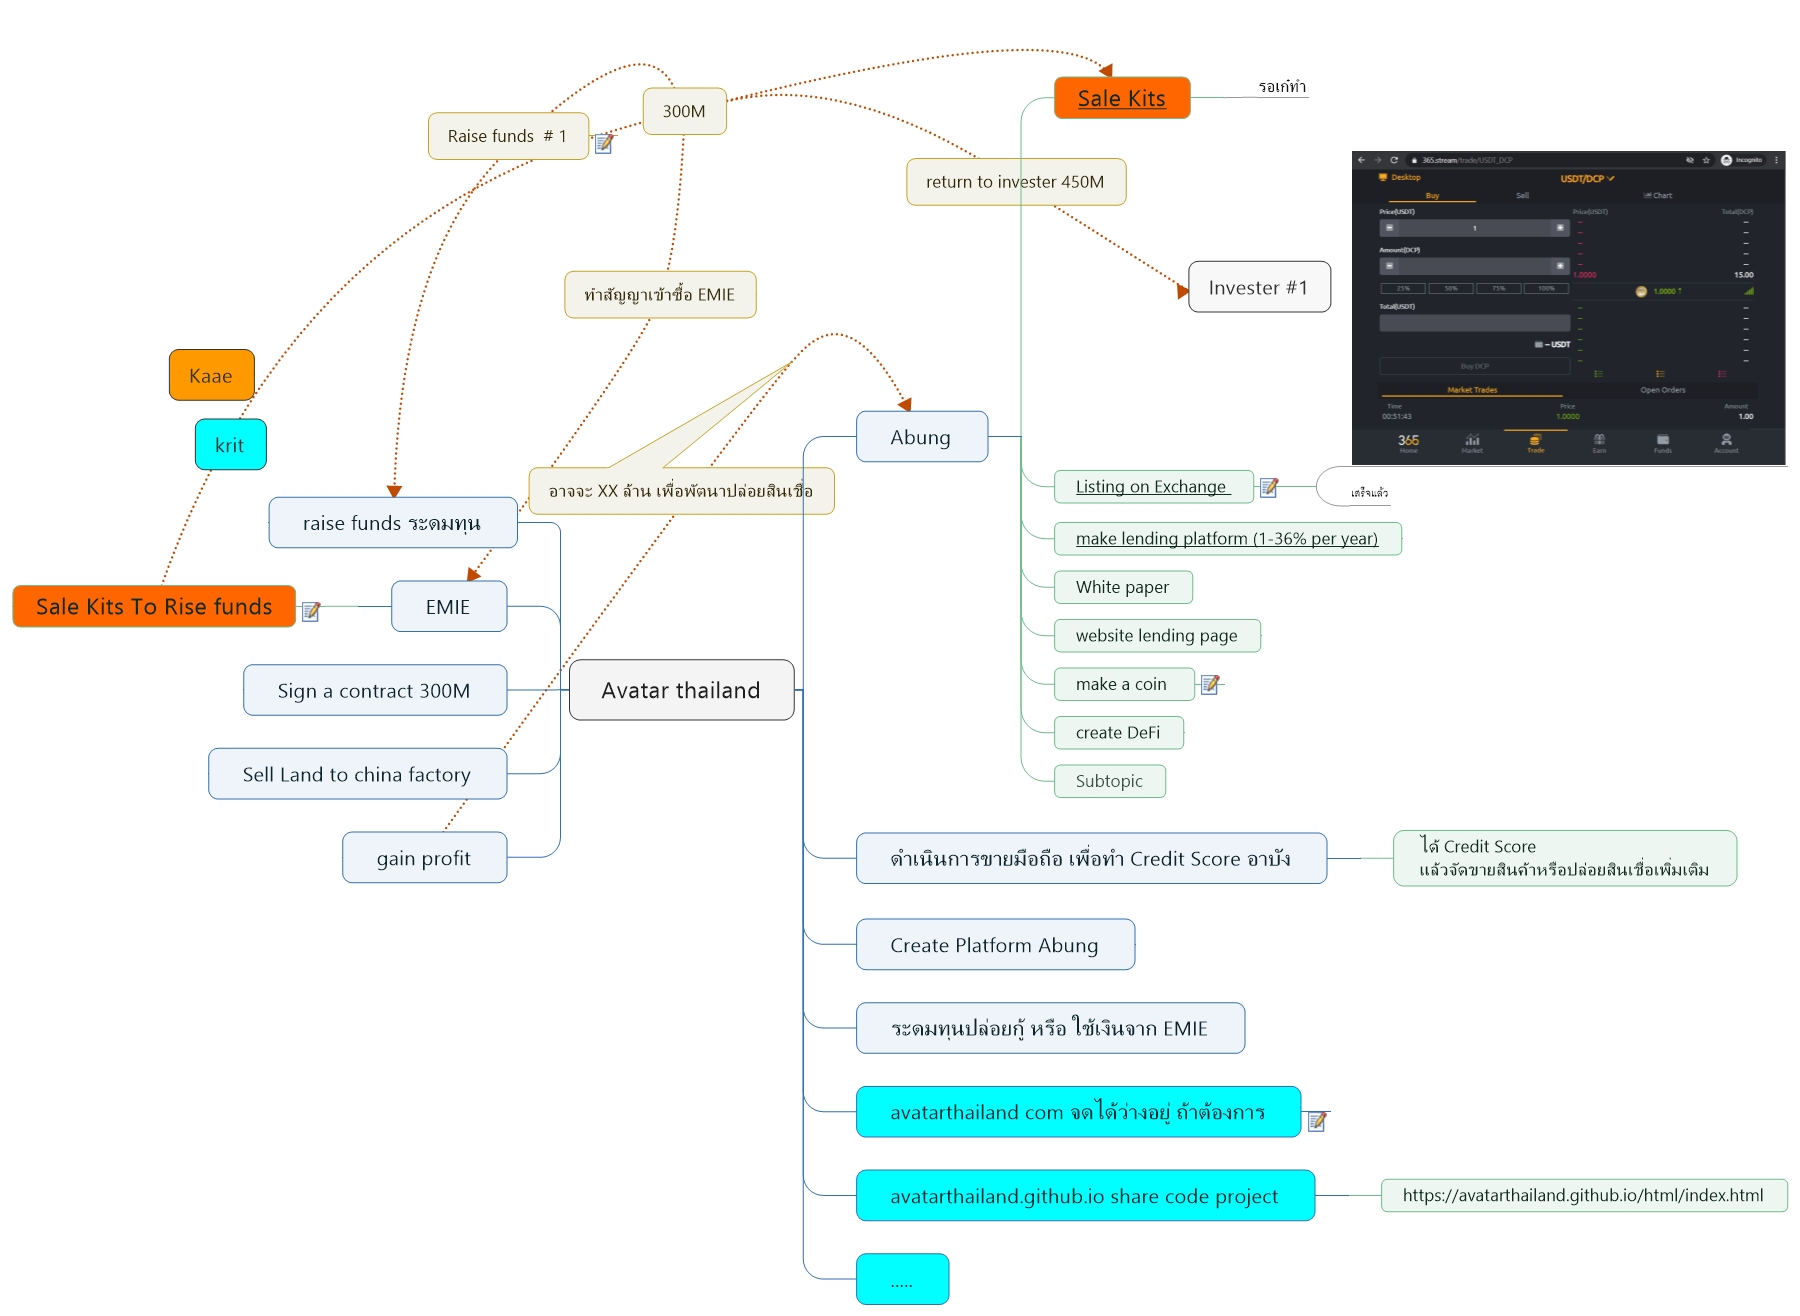 300M
Raise funds  # 1
Sale Kits
รอเก๋ทำ
return to invester 450M
ทำสัญญาเข้าซื้อ EMIE
Invester #1
365.stream/trade/USDT_DCP
Incognito
Desktop
USDT/DCP
Buy
Sell
Chart
Price(USDT)
Price(USDT)
Total(DCP)
1
Amount(DCP)
1.0000
15.00
25%
50%
75%
100%
1.0000
Total(USDT)
-- USDT
Buy DCP
Market Trades
Open Orders
Time
Price
Amount
00:51:43
1.0000
1.00
365
Home
Market
Trade
Earn
Funds
Account
Kaae
krit
Abung
อาจจะ XX ล้าน เพื่อพัฒนาปล่อยสินเชื่อ
Listing on Exchange
เสร็จแล้ว
raise funds ระดมทุน
make lending platform (1-36% per year)
White paper
Sale Kits To Rise funds
EMIE
website lending page
Sign a contract 300M
Avatar thailand
make a coin
create DeFi
Sell Land to china factory
Subtopic
gain profit
ดำเนินการขายมือถือ เพื่อทำ Credit Score อาบัง
ได้ Credit Score
แล้วจัดขายสินค้าหรือปล่อยสินเชื่อเพิ่มเติม
Create Platform Abung
ระดมทุนปล่อยกู้ หรือ ใช้เงินจาก EMIE
avatarthailand com จดได้ว่างอยู่ ถ้าต้องการ
avatarthailand.github.io share code project
https://avatarthailand.github.io/html/index.html
.....